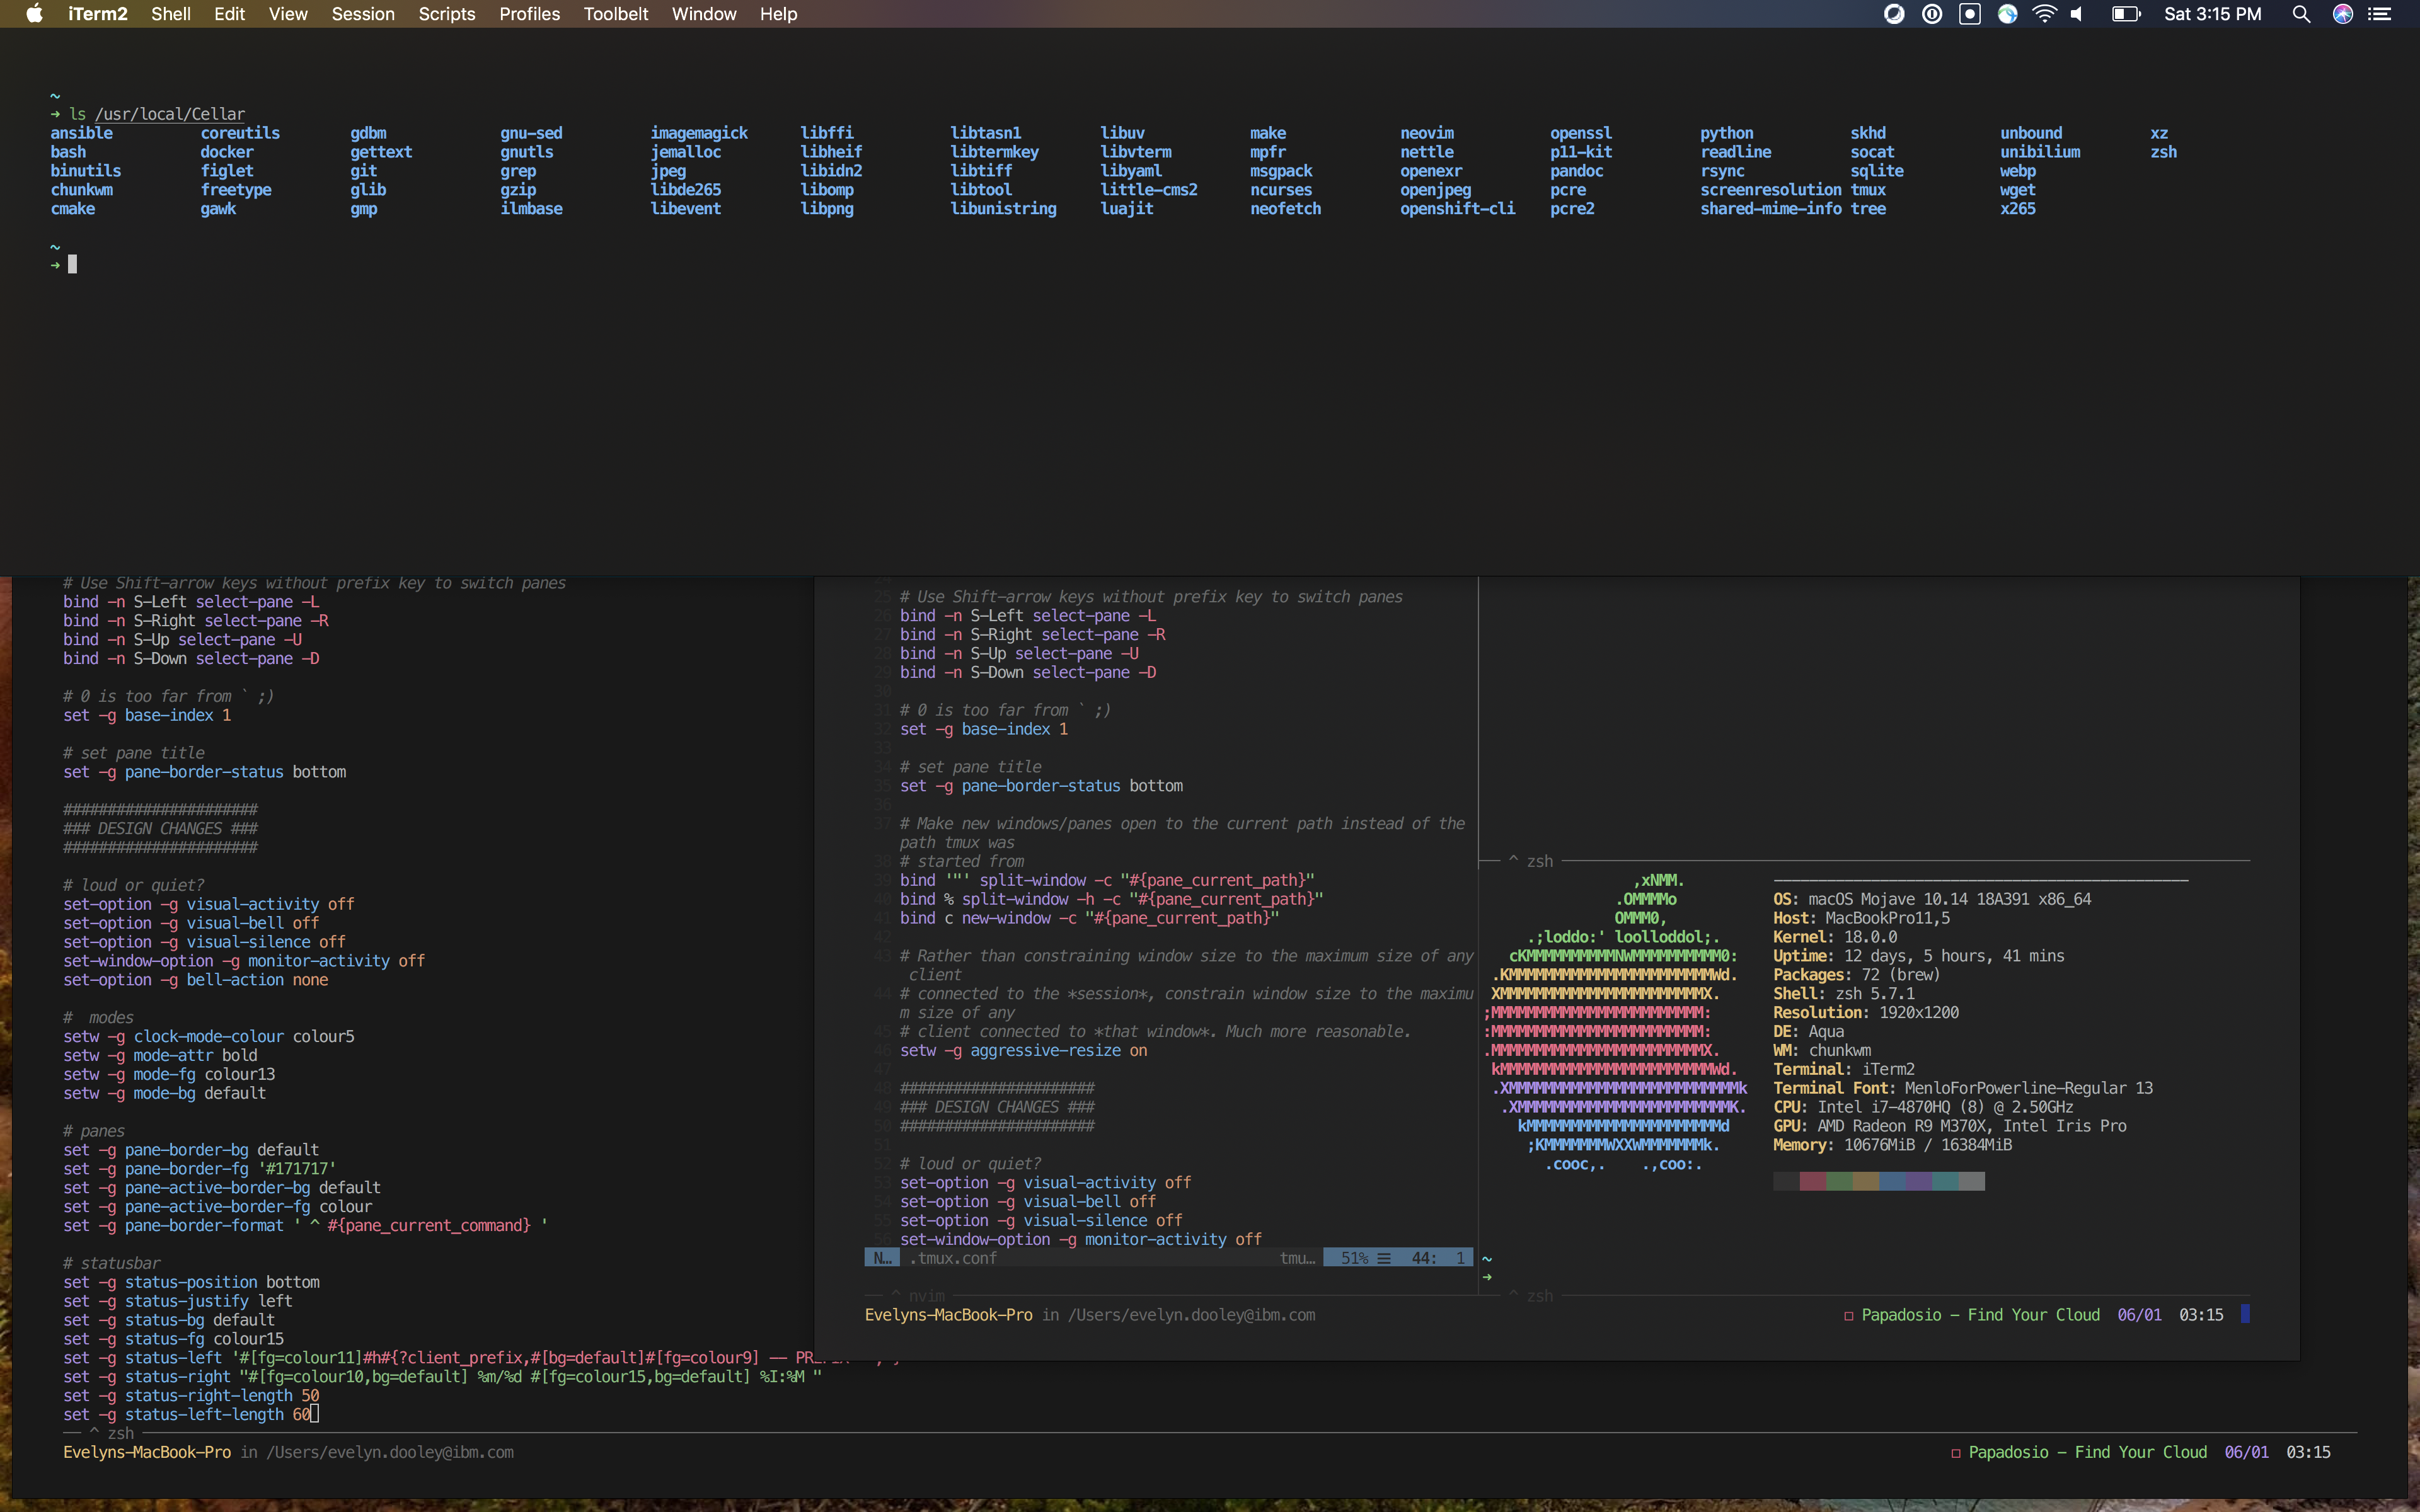 iTerm2 Shell Edit View Session Scripts Profiles Toolbelt Window Help Sat 3:15 PM
~
➜ ls /usr/local/Cellar
ansible coreutils gdbm gnu-sed imagemagick libffi libtasn1 libuv make neovim openssl python skhd unbound xz
bash docker gettext gnutls jemalloc libheif libtermkey libvterm mpfr nettle p11-kit readline socat unibilium zsh
binutils figlet git grep jpeg libidn2 libtiff libyaml msgpack openexr pandoc rsync sqlite webp
chunkwm freetype glib gzip libde265 libomp libtool little-cms2 ncurses openjpeg pcre screenresolution tmux wget
cmake gawk gmp ilmbase libevent libpng libunistring luajit neofetch openshift-cli pcre2 shared-mime-info tree x265
~
➜
# Use Shift-arrow keys without prefix key to switch panes
bind -n S-Left select-pane -L
bind -n S-Right select-pane -R
bind -n S-Up select-pane -U
bind -n S-Down select-pane -D
# 0 is too far from ` ;)
set -g base-index 1
# set pane title
set -g pane-border-status bottom
######################
### DESIGN CHANGES ###
######################
# loud or quiet?
set-option -g visual-activity off
set-option -g visual-bell off
set-option -g visual-silence off
set-window-option -g monitor-activity off
set-option -g bell-action none
#  modes
setw -g clock-mode-colour colour5
setw -g mode-attr bold
setw -g mode-fg colour13
setw -g mode-bg default
# panes
set -g pane-border-bg default
set -g pane-border-fg '#171717'
set -g pane-active-border-bg default
set -g pane-active-border-fg colour
set -g pane-border-format ' ^ #{pane_current_command} '
# statusbar
set -g status-position bottom
set -g status-justify left
set -g status-bg default
set -g status-fg colour15
set -g status-left '#[fg=colour11]#h#{?client_prefix,#[bg=default]#[fg=colour9] —
set -g status-right "#[fg=colour10,bg=default] %m/%d #[fg=colour15,bg=default] %I:%M "
set -g status-right-length 50
set -g status-left-length 60
^ zsh
Evelyns-MacBook-Pro in /Users/evelyn.dooley@ibm.com
□ Papadosio - Find Your Cloud 06/01 03:15
25 # Use Shift-arrow keys without prefix key to switch panes
26 bind -n S-Left select-pane -L
27 bind -n S-Right select-pane -R
28 bind -n S-Up select-pane -U
29 bind -n S-Down select-pane -D
30
31 # 0 is too far from ` ;)
32 set -g base-index 1
33
34 # set pane title
35 set -g pane-border-status bottom
36
37 # Make new windows/panes open to the current path instead of the
path tmux was
38 # started from
39 bind '"' split-window -c "#{pane_current_path}"
40 bind % split-window -h -c "#{pane_current_path}"
41 bind c new-window -c "#{pane_current_path}"
42
43 # Rather than constraining window size to the maximum size of any
client
44 # connected to the *session*, constrain window size to the maximu
m size of any
45 # client connected to *that window*. Much more reasonable.
46 setw -g aggressive-resize on
47
48 ######################
49 ### DESIGN CHANGES ###
50 ######################
51
52 # loud or quiet?
53 set-option -g visual-activity off
54 set-option -g visual-bell off
55 set-option -g visual-silence off
56 set-window-option -g monitor-activity off
N… .tmux.conf tmu… 51% ☰ 44: 1
^ nvim
^ zsh
,xNMM.
.OMMMMo
OMMM0,
.;loddo:' loolloddol;.
cKMMMMMMMMMMNWMMMMMMMMMM0:
.KMMMMMMMMMMMMMMMMMMMMMMMWd.
XMMMMMMMMMMMMMMMMMMMMMMMX.
;MMMMMMMMMMMMMMMMMMMMMMMM:
:MMMMMMMMMMMMMMMMMMMMMMMM:
.MMMMMMMMMMMMMMMMMMMMMMMMX.
kMMMMMMMMMMMMMMMMMMMMMMMMWd.
.XMMMMMMMMMMMMMMMMMMMMMMMMMMk
.XMMMMMMMMMMMMMMMMMMMMMMMMK.
kMMMMMMMMMMMMMMMMMMMMMMd
;KMMMMMMMWXXWMMMMMMMk.
.cooc,.    .,coo:.
OS: macOS Mojave 10.14 18A391 x86_64
Host: MacBookPro11,5
Kernel: 18.0.0
Uptime: 12 days, 5 hours, 41 mins
Packages: 72 (brew)
Shell: zsh 5.7.1
Resolution: 1920x1200
DE: Aqua
WM: chunkwm
Terminal: iTerm2
Terminal Font: MenloForPowerline-Regular 13
CPU: Intel i7-4870HQ (8) @ 2.50GHz
GPU: AMD Radeon R9 M370X, Intel Iris Pro
Memory: 10676MiB / 16384MiB
~
➜
^ zsh
Evelyns-MacBook-Pro in /Users/evelyn.dooley@ibm.com
□ Papadosio - Find Your Cloud 06/01 03:15